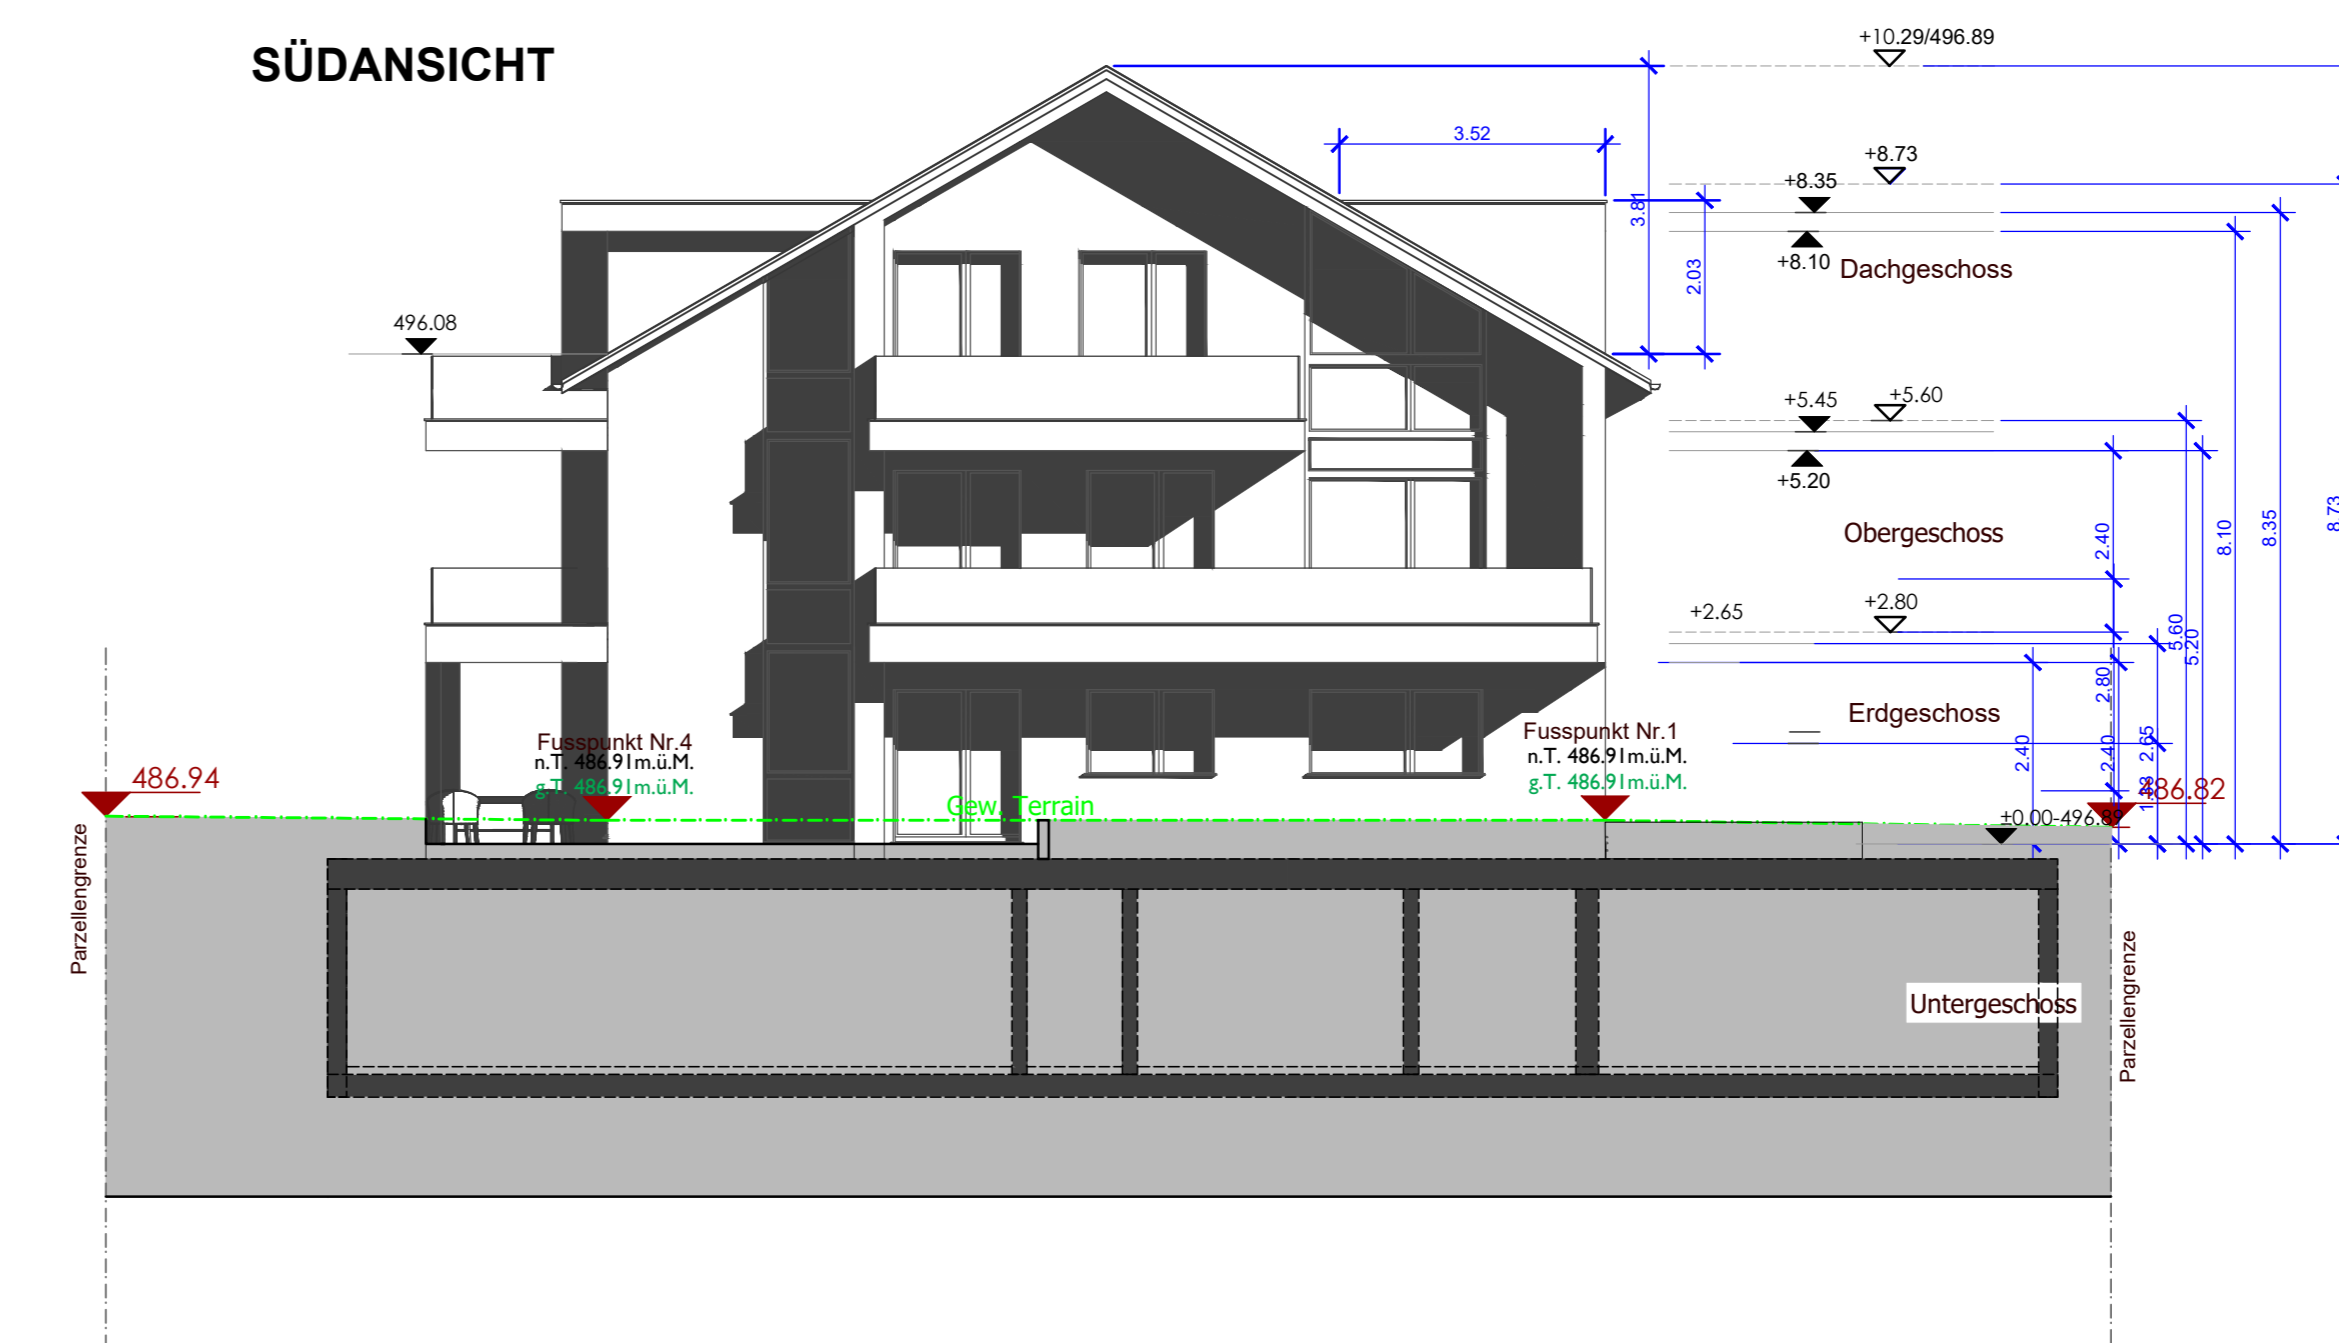 SÜDANSICHT
+10.29/496.89
3.52
+8.73
+8.35
3.81
+8.10
Dachgeschoss
2.03
496.08
+5.45
+5.60
+5.20
Obergeschoss
2.40
8.10
8.35
8.73
+2.65
+2.80
5.60
5.20
2.80
Erdgeschoss
2.40
2.40
2.65
Fusspunkt Nr.4
n.T. 486.91m.ü.M.
g.T. 486.91m.ü.M.
Fusspunkt Nr.1
n.T. 486.91m.ü.M.
g.T. 486.91m.ü.M.
486.94
486.82
Gew. Terrain
±0.00-496.89
Parzellengrenze
Untergeschoss
Parzellengrenze